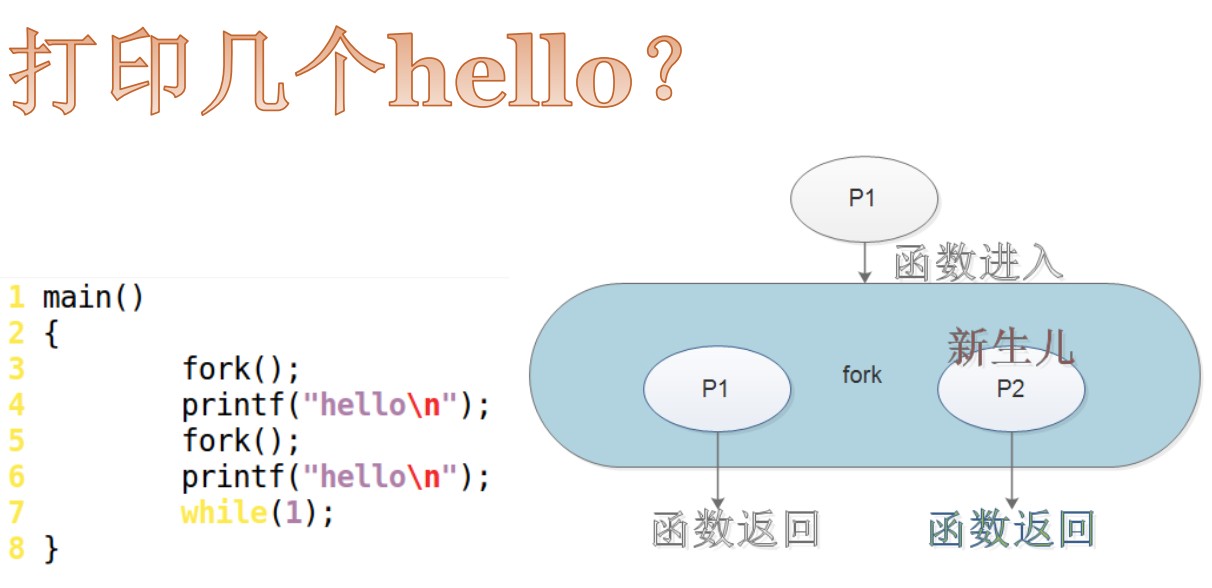 打印几个hello？
1 main()
2 {
3 fork();
4 printf("hello\n");
5 fork();
6 printf("hello\n");
7 while(1);
8 }
P1
函数进入
新生儿
P1
fork
P2
函数返回
函数返回